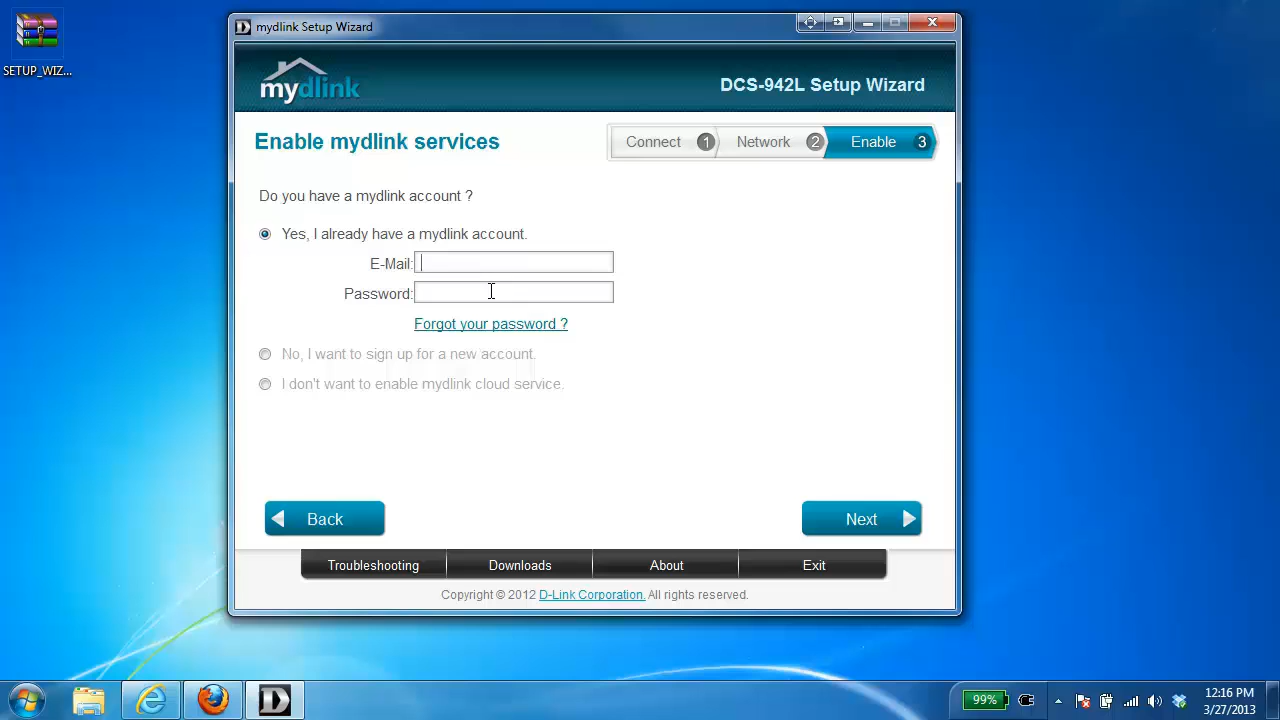 SETUP_WIZ...
mydlink Setup Wizard
mydlink
DCS-942L Setup Wizard
Enable mydlink services
Connect 1 Network 2 Enable 3
Do you have a mydlink account ?
Yes, I already have a mydlink account.
E-Mail:
Password:
Forgot your password ?
No, I want to sign up for a new account.
I don't want to enable mydlink cloud service.
Back
Next
Troubleshooting Downloads About Exit
Copyright © 2012 D-Link Corporation. All rights reserved.
99%
12:16 PM
3/27/2013